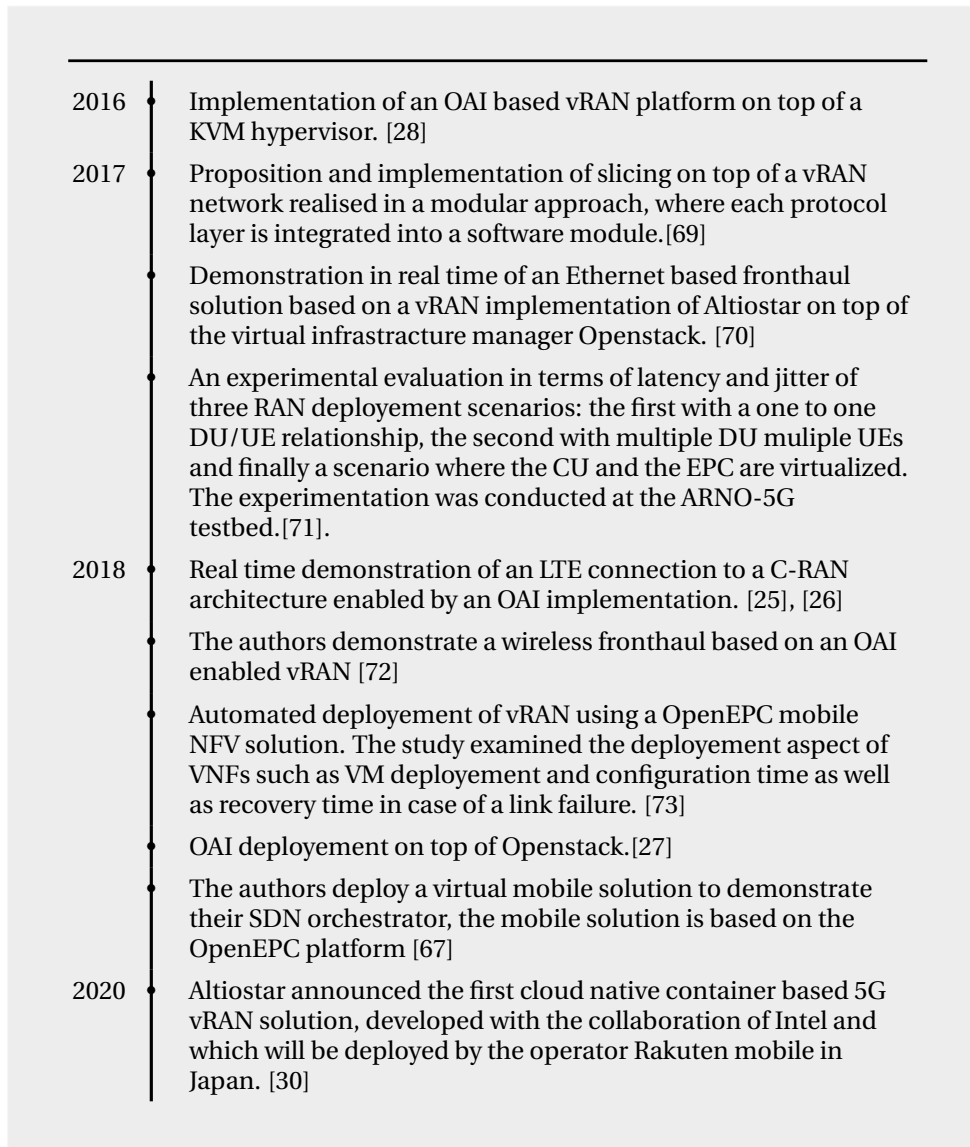 2016 Implementation of an OAI based vRAN platform on top of a
KVM hypervisor. [28]
2017 Proposition and implementation of slicing on top of a vRAN
network realised in a modular approach, where each protocol
layer is integrated into a software module.[69]
Demonstration in real time of an Ethernet based fronthaul
solution based on a vRAN implementation of Altiostar on top of
the virtual infrastracture manager Openstack. [70]
An experimental evaluation in terms of latency and jitter of
three RAN deployement scenarios: the first with a one to one
DU/UE relationship, the second with multiple DU muliple UEs
and finally a scenario where the CU and the EPC are virtualized.
The experimentation was conducted at the ARNO-5G
testbed.[71].
2018 Real time demonstration of an LTE connection to a C-RAN
architecture enabled by an OAI implementation. [25], [26]
The authors demonstrate a wireless fronthaul based on an OAI
enabled vRAN [72]
Automated deployement of vRAN using a OpenEPC mobile
NFV solution. The study examined the deployement aspect of
VNFs such as VM deployement and configuration time as well
as recovery time in case of a link failure. [73]
OAI deployement on top of Openstack.[27]
The authors deploy a virtual mobile solution to demonstrate
their SDN orchestrator, the mobile solution is based on the
OpenEPC platform [67]
2020 Altiostar announced the first cloud native container based 5G
vRAN solution, developed with the collaboration of Intel and
which will be deployed by the operator Rakuten mobile in
Japan. [30]